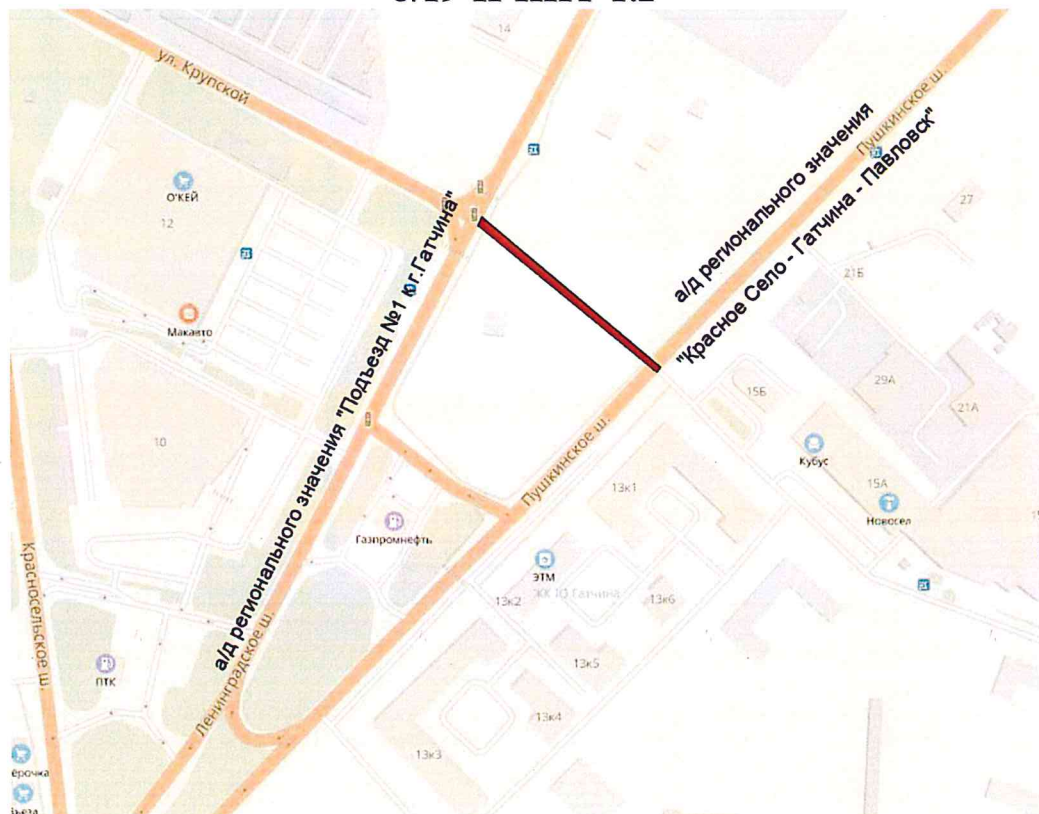 14
ул. Крупской
Пушкинское ш.
а/д регионального значения
"Красное Село - Гатчина - Павловск"
О'КЕЙ
12
27
21Б
а/д регионального значения "Подъезд №1 к г.Гатчина"
Макавто
29А
21А
15Б
10
Кубус
15А
Пушкинское ш.
13к1
Новосел
Газпромнефть
ЭТМ
ЖК IQ Гатчина
13к2
13к6
Красносельское ш.
13к5
ПТК
Ленинградское ш.
13к4
13к3
ёрочка